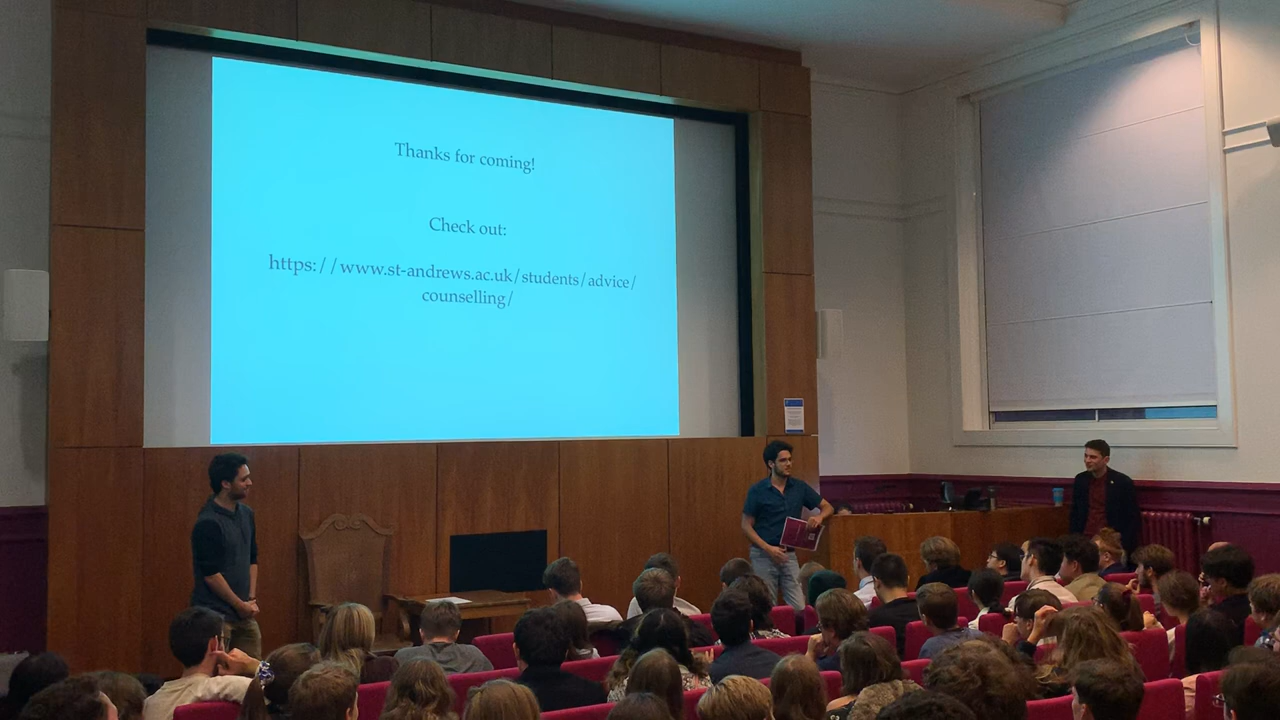 Thanks for coming!
Check out:
https://www.st-andrews.ac.uk/students/advice/
counselling/